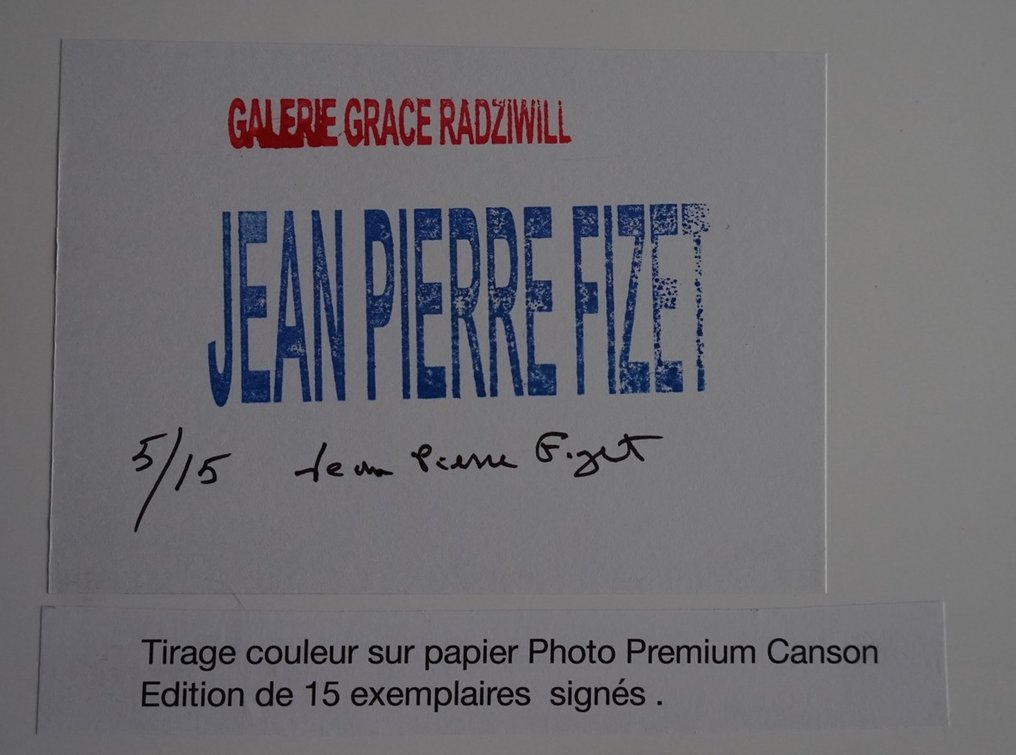 GALERIE GRACE RADZIWILL
JEAN PIERRE FIZET
5/15 Jean Pierre Fizet
Tirage couleur sur papier Photo Premium Canson
Edition de 15 exemplaires signés .